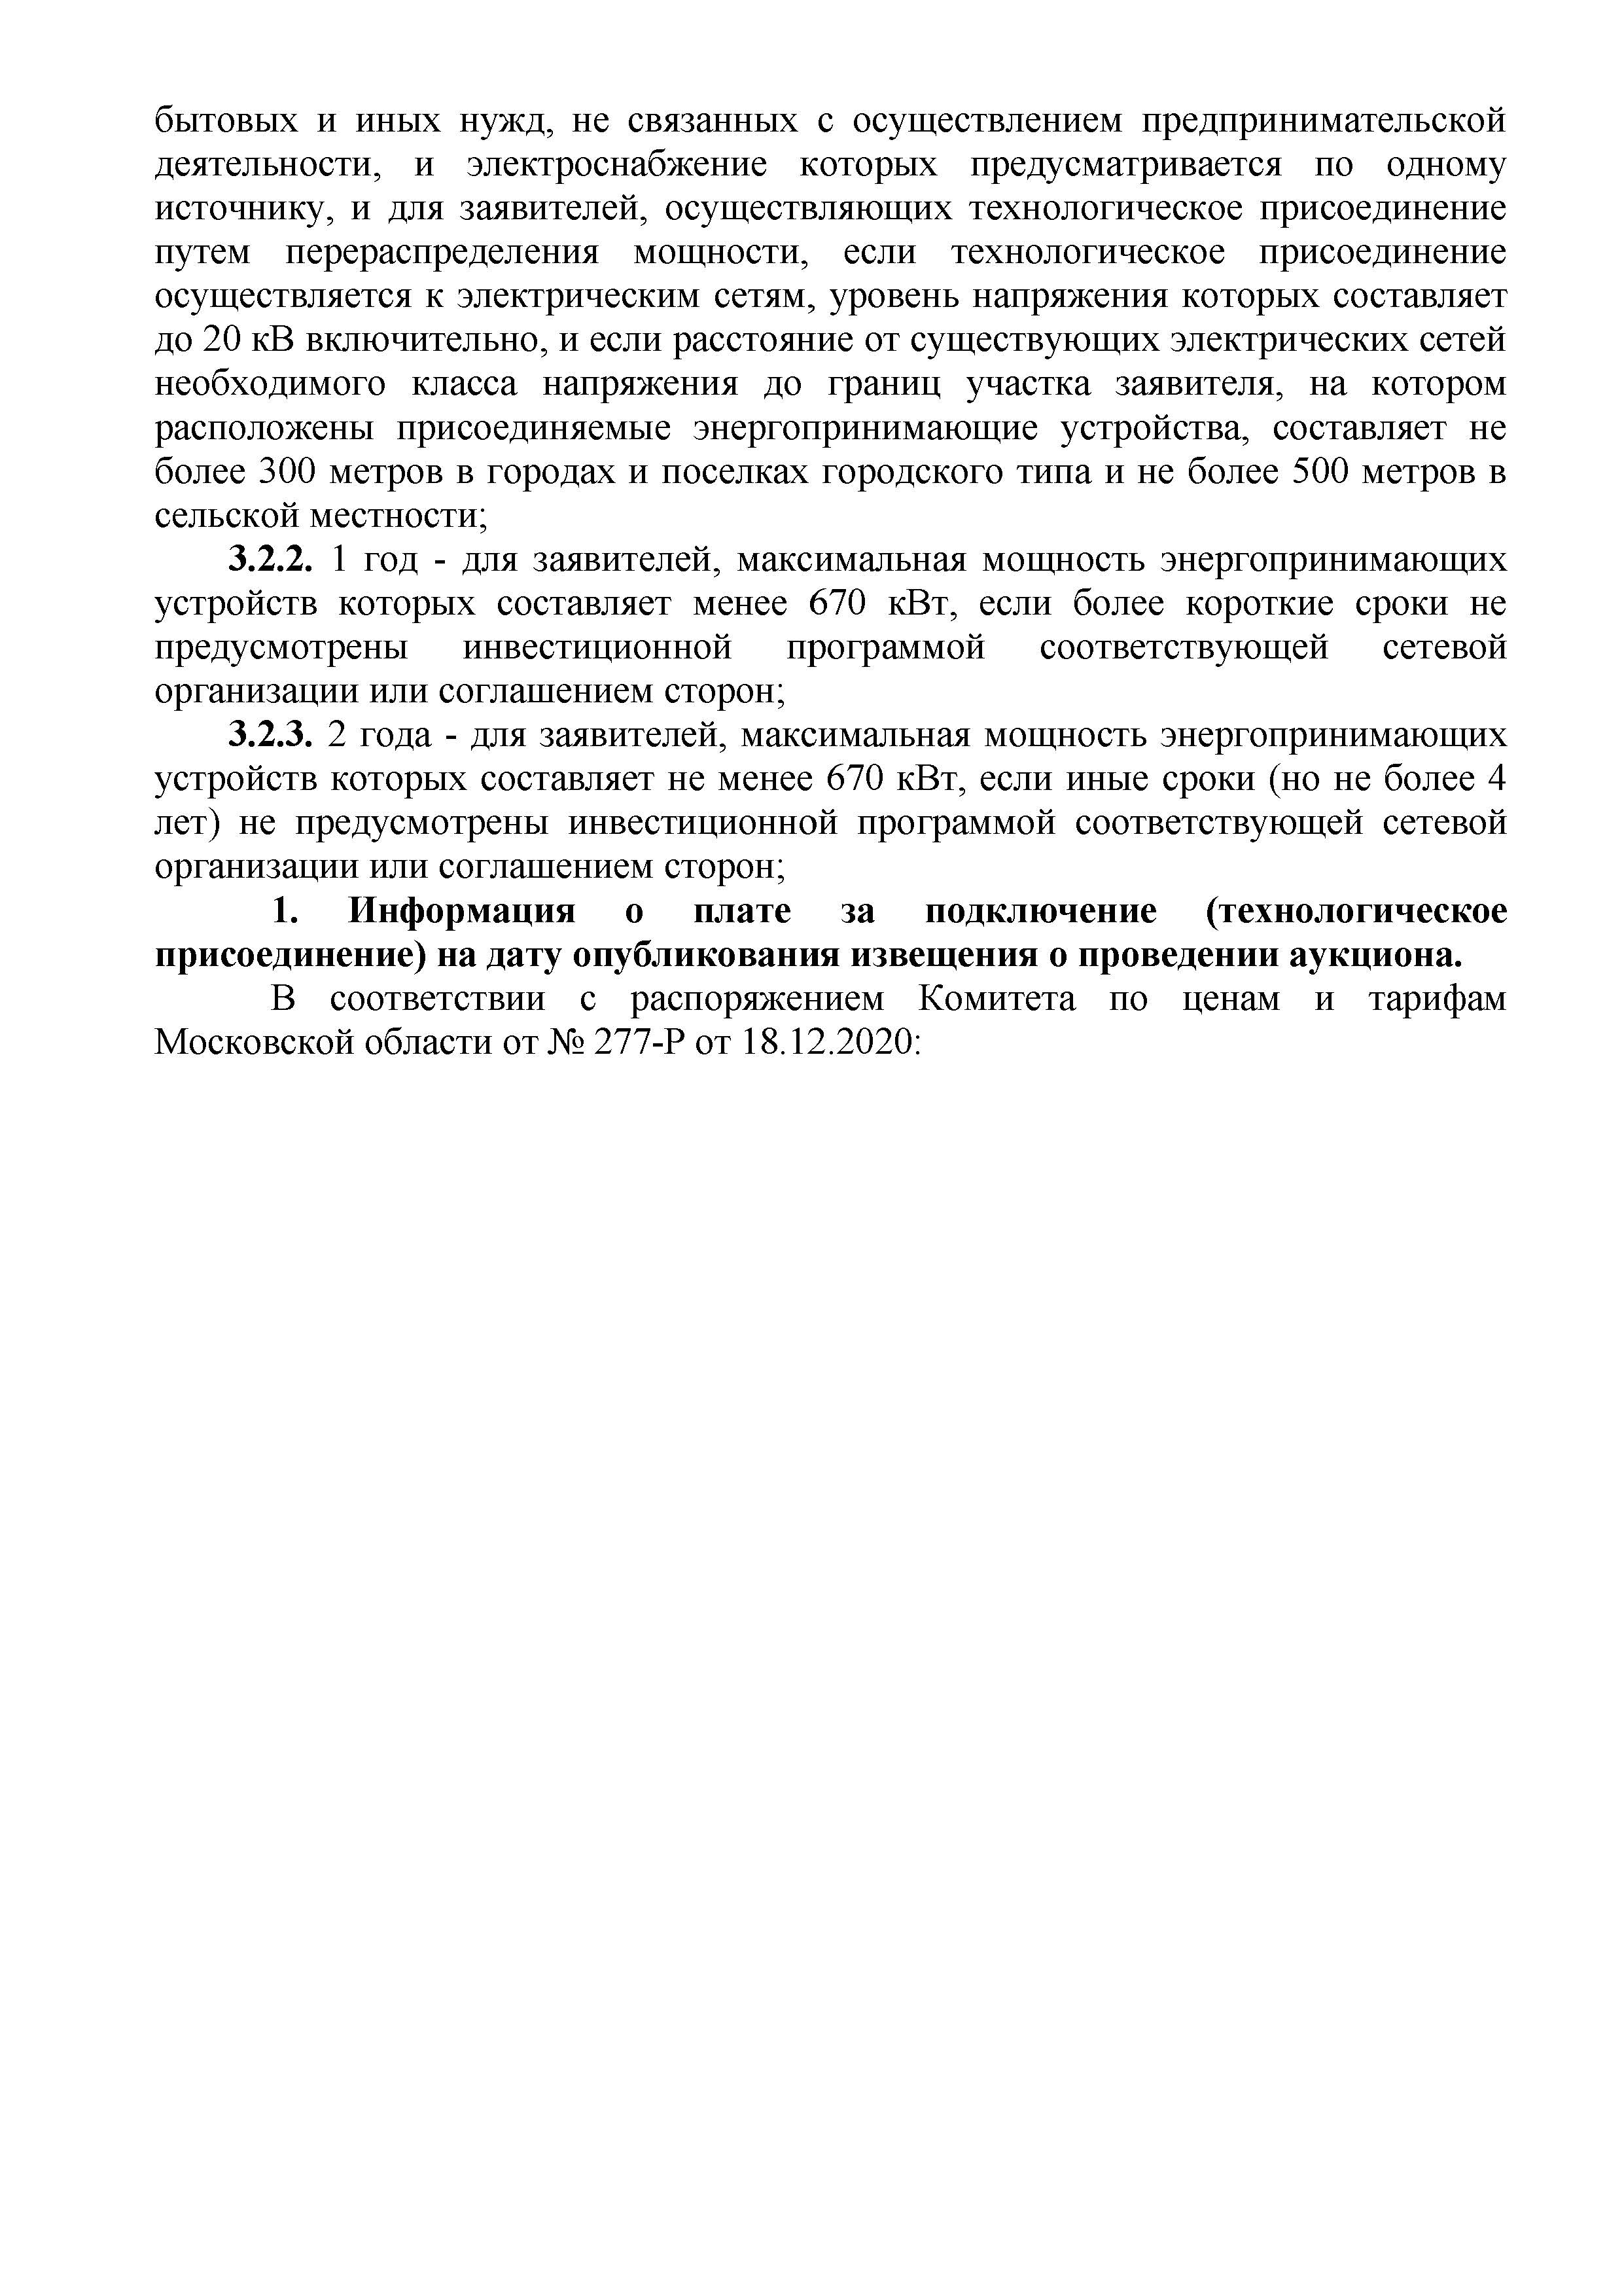 бытовых и иных нужд, не связанных с осуществлением предпринимательской
деятельности, и электроснабжение которых предусматривается по одному
источнику, и для заявителей, осуществляющих технологическое присоединение
путем перераспределения мощности, если технологическое присоединение
осуществляется к электрическим сетям, уровень напряжения которых составляет
до 20 кВ включительно, и если расстояние от существующих электрических сетей
необходимого класса напряжения до границ участка заявителя, на котором
расположены присоединяемые энергопринимающие устройства, составляет не
более 300 метров в городах и поселках городского типа и не более 500 метров в
сельской местности;
3.2.2. 1 год - для заявителей, максимальная мощность энергопринимающих
устройств которых составляет менее 670 кВт, если более короткие сроки не
предусмотрены инвестиционной программой соответствующей сетевой
организации или соглашением сторон;
3.2.3. 2 года - для заявителей, максимальная мощность энергопринимающих
устройств которых составляет не менее 670 кВт, если иные сроки (но не более 4
лет) не предусмотрены инвестиционной программой соответствующей сетевой
организации или соглашением сторон;
1. Информация о плате за подключение (технологическое
присоединение) на дату опубликования извещения о проведении аукциона.
В соответствии с распоряжением Комитета по ценам и тарифам
Московской области от № 277-Р от 18.12.2020: